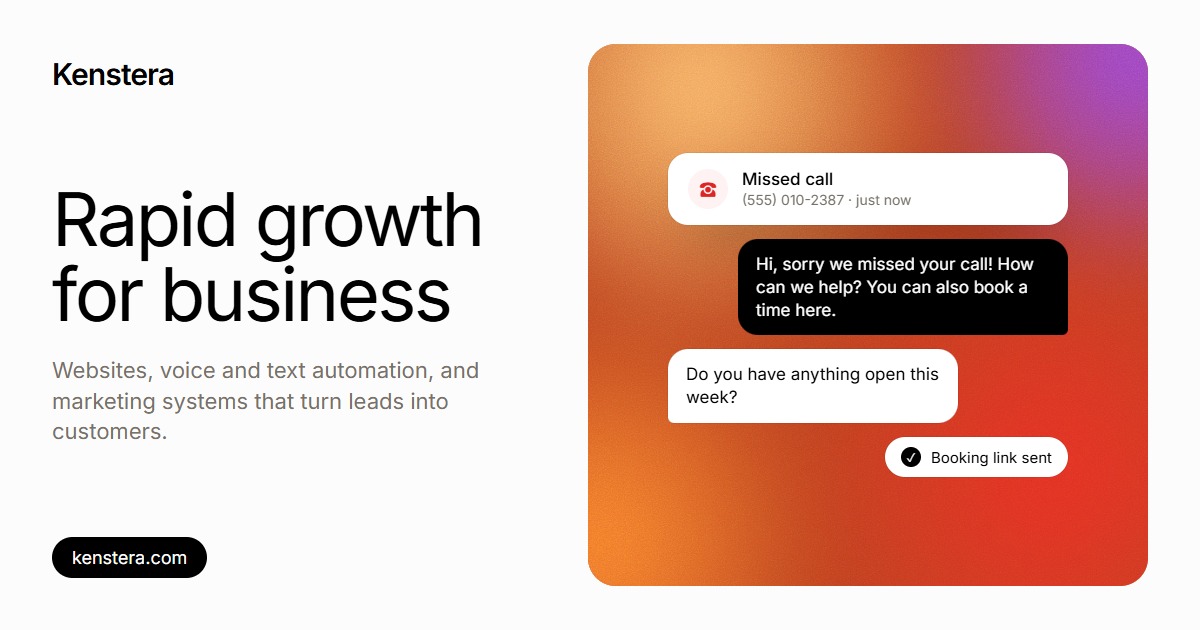 Kenstera
Rapid growth
for business
Websites, voice and text automation, and
marketing systems that turn leads into
customers.
kenstera.com
Missed call
(555) 010-2387 · just now
Hi, sorry we missed your call! How
can we help? You can also book a
time here.
Do you have anything open this
week?
Booking link sent